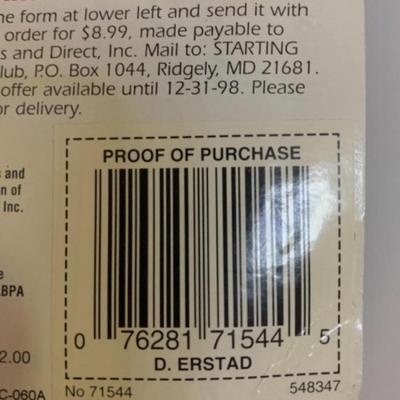 ne form at lower left and send it with
order for $8.99, made payable to
s and Direct, Inc. Mail to: STARTING
lub, P.O. Box 1044, Ridgely, MD 21681.
offer available until 12-31-98. Please
or delivery.
s and
n of
Inc.
e
BPA
2.00
C-060A
PROOF OF PURCHASE
0 76281 71544 5
D. ERSTAD
No 71544 548347